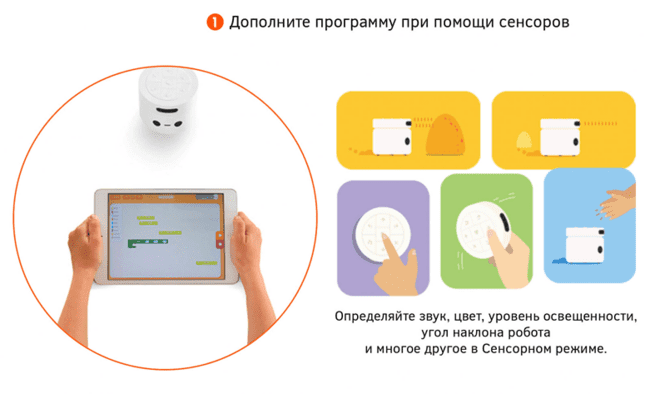 1 Дополните программу при помощи сенсоров
Определяйте звук, цвет, уровень освещенности,
угол наклона робота
и многое другое в Сенсорном режиме.